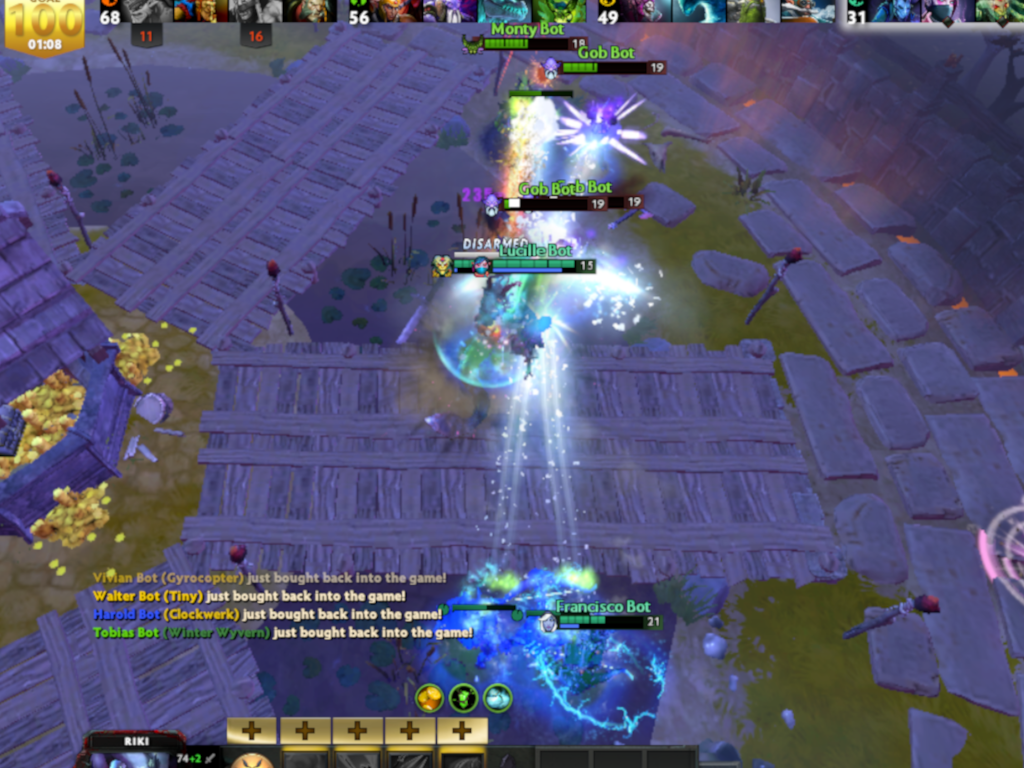 68 56 49 31
100
01:08
11 16
Monty Bot
18
Gob Bot
19
235
Gob Bot
19 19
DISARMED
Lucille Bot
15
Vivian Bot (Gyrocopter) just bought back into the game!
Walter Bot (Tiny) just bought back into the game!
Harold Bot (Clockwerk) just bought back into the game!
Tobias Bot (Winter Wyvern) just bought back into the game!
Francisco Bot
21
RIKI
74+2